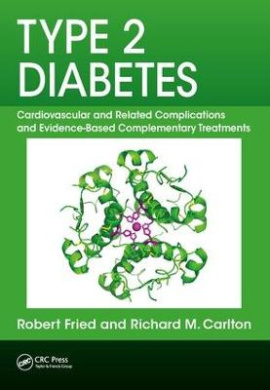 TYPE 2
DIABETES
Cardiovascular and Related Complications
and Evidence-Based Complementary Treatments
Robert Fried and Richard M. Carlton
CRC Press
Taylor & Francis Group